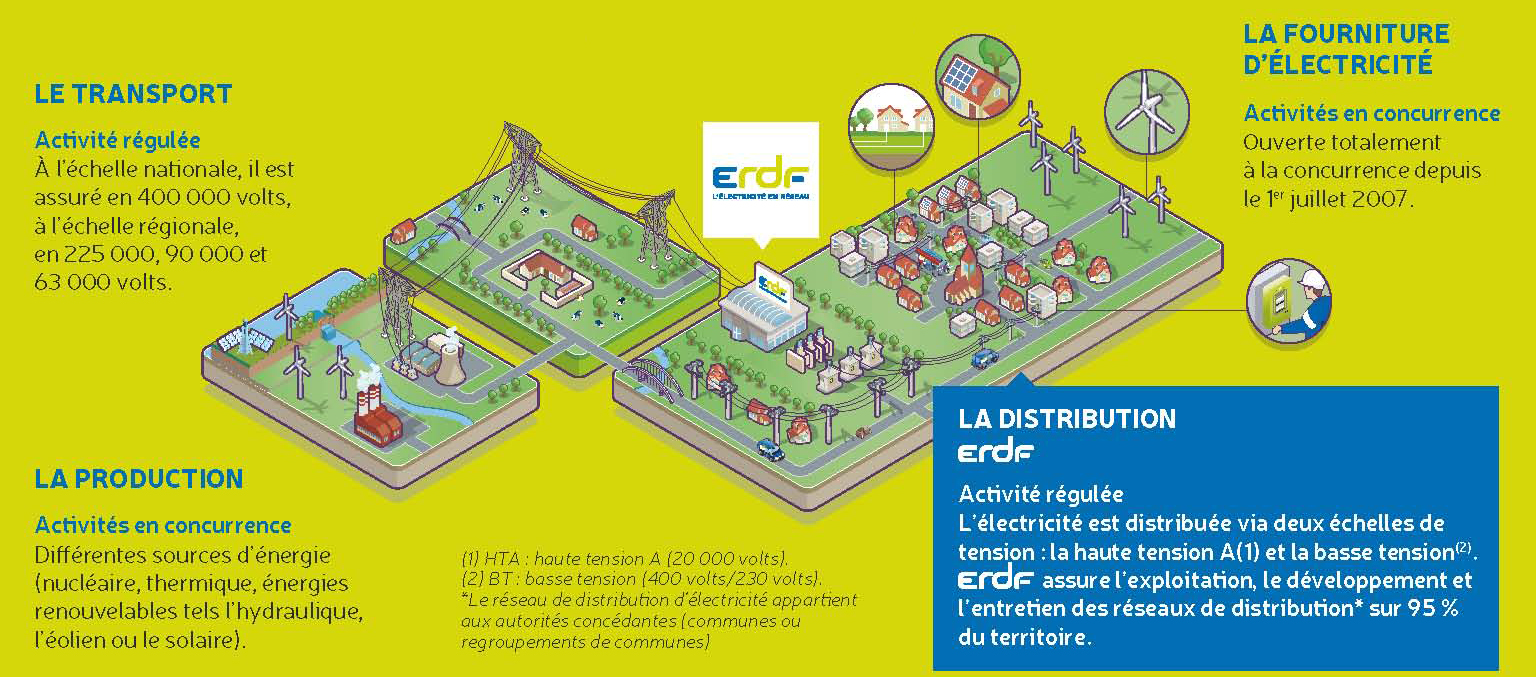 LE TRANSPORT
Activité régulée
À l'échelle nationale, il est
assuré en 400 000 volts,
à l'échelle régionale,
en 225 000, 90 000 et
63 000 volts.
erdf
L'ÉLECTRICITÉ EN RÉSEAU
erdf
LA FOURNITURE
D'ÉLECTRICITÉ
Activités en concurrence
Ouverte totalement
à la concurrence depuis
le 1er juillet 2007.
LA PRODUCTION
Activités en concurrence
Différentes sources d'énergie
(nucléaire, thermique, énergies
renouvelables tels l'hydraulique,
l'éolien ou le solaire).
(1) HTA : haute tension A (20 000 volts).
(2) BT : basse tension (400 volts/230 volts).
*Le réseau de distribution d'électricité appartient
aux autorités concédantes (communes ou
regroupements de communes)
LA DISTRIBUTION
erdf
Activité régulée
L'électricité est distribuée via deux échelles de
tension : la haute tension A(1) et la basse tension(2).
erdf assure l'exploitation, le développement et
l'entretien des réseaux de distribution* sur 95 %
du territoire.